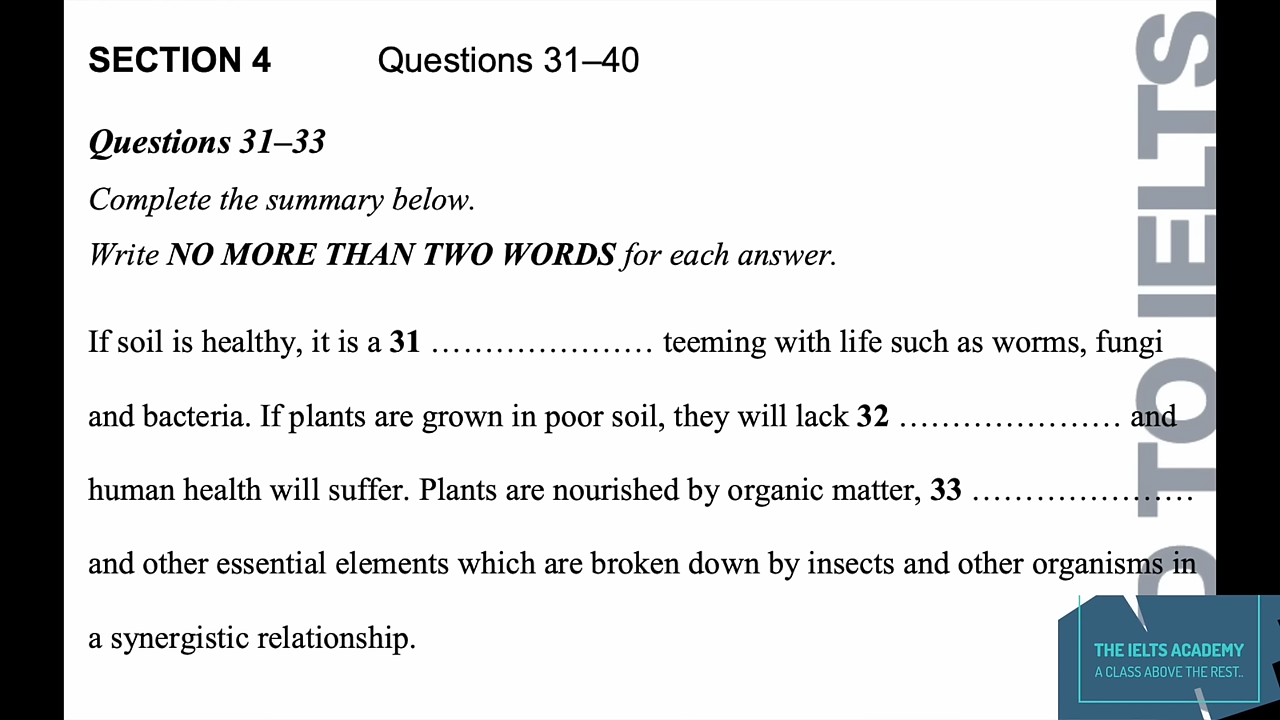 SECTION 4 Questions 31–40
Questions 31–33
Complete the summary below.
Write NO MORE THAN TWO WORDS for each answer.
If soil is healthy, it is a 31 ………………… teeming with life such as worms, fungi
and bacteria. If plants are grown in poor soil, they will lack 32 ………………… and
human health will suffer. Plants are nourished by organic matter, 33 …………………
and other essential elements which are broken down by insects and other organisms in
a synergistic relationship.
TO IELTS
THE IELTS ACADEMY
A CLASS ABOVE THE REST..